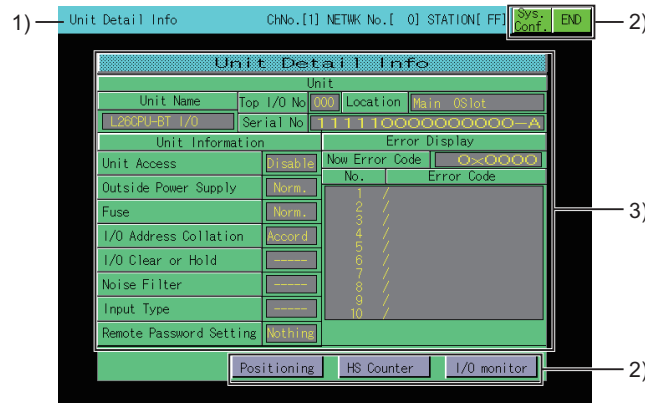 1) Unit Detail Info ChNo.[1] NETWK No.[ 0] STATION[ FF] Sys. Conf. END 2)
Unit Detail Info
Unit
Unit Name Top I/O No 000 Location Main 0Slot
L26CPU-BT I/O Serial No 111110000000000-A
Unit Information Error Display
Unit Access Disable Now Error Code 0x0000
No. Error Code
Outside Power Supply Norm.
Fuse Norm.
I/O Address Collation Accord
I/O Clear or Hold -----
Noise Filter -----
Input Type -----
Remote Password Setting Nothing
1 /
2 /
3 /
4 /
5 /
6 /
7 /
8 /
9 /
10 /
3)
Positioning HS Counter I/O monitor 2)